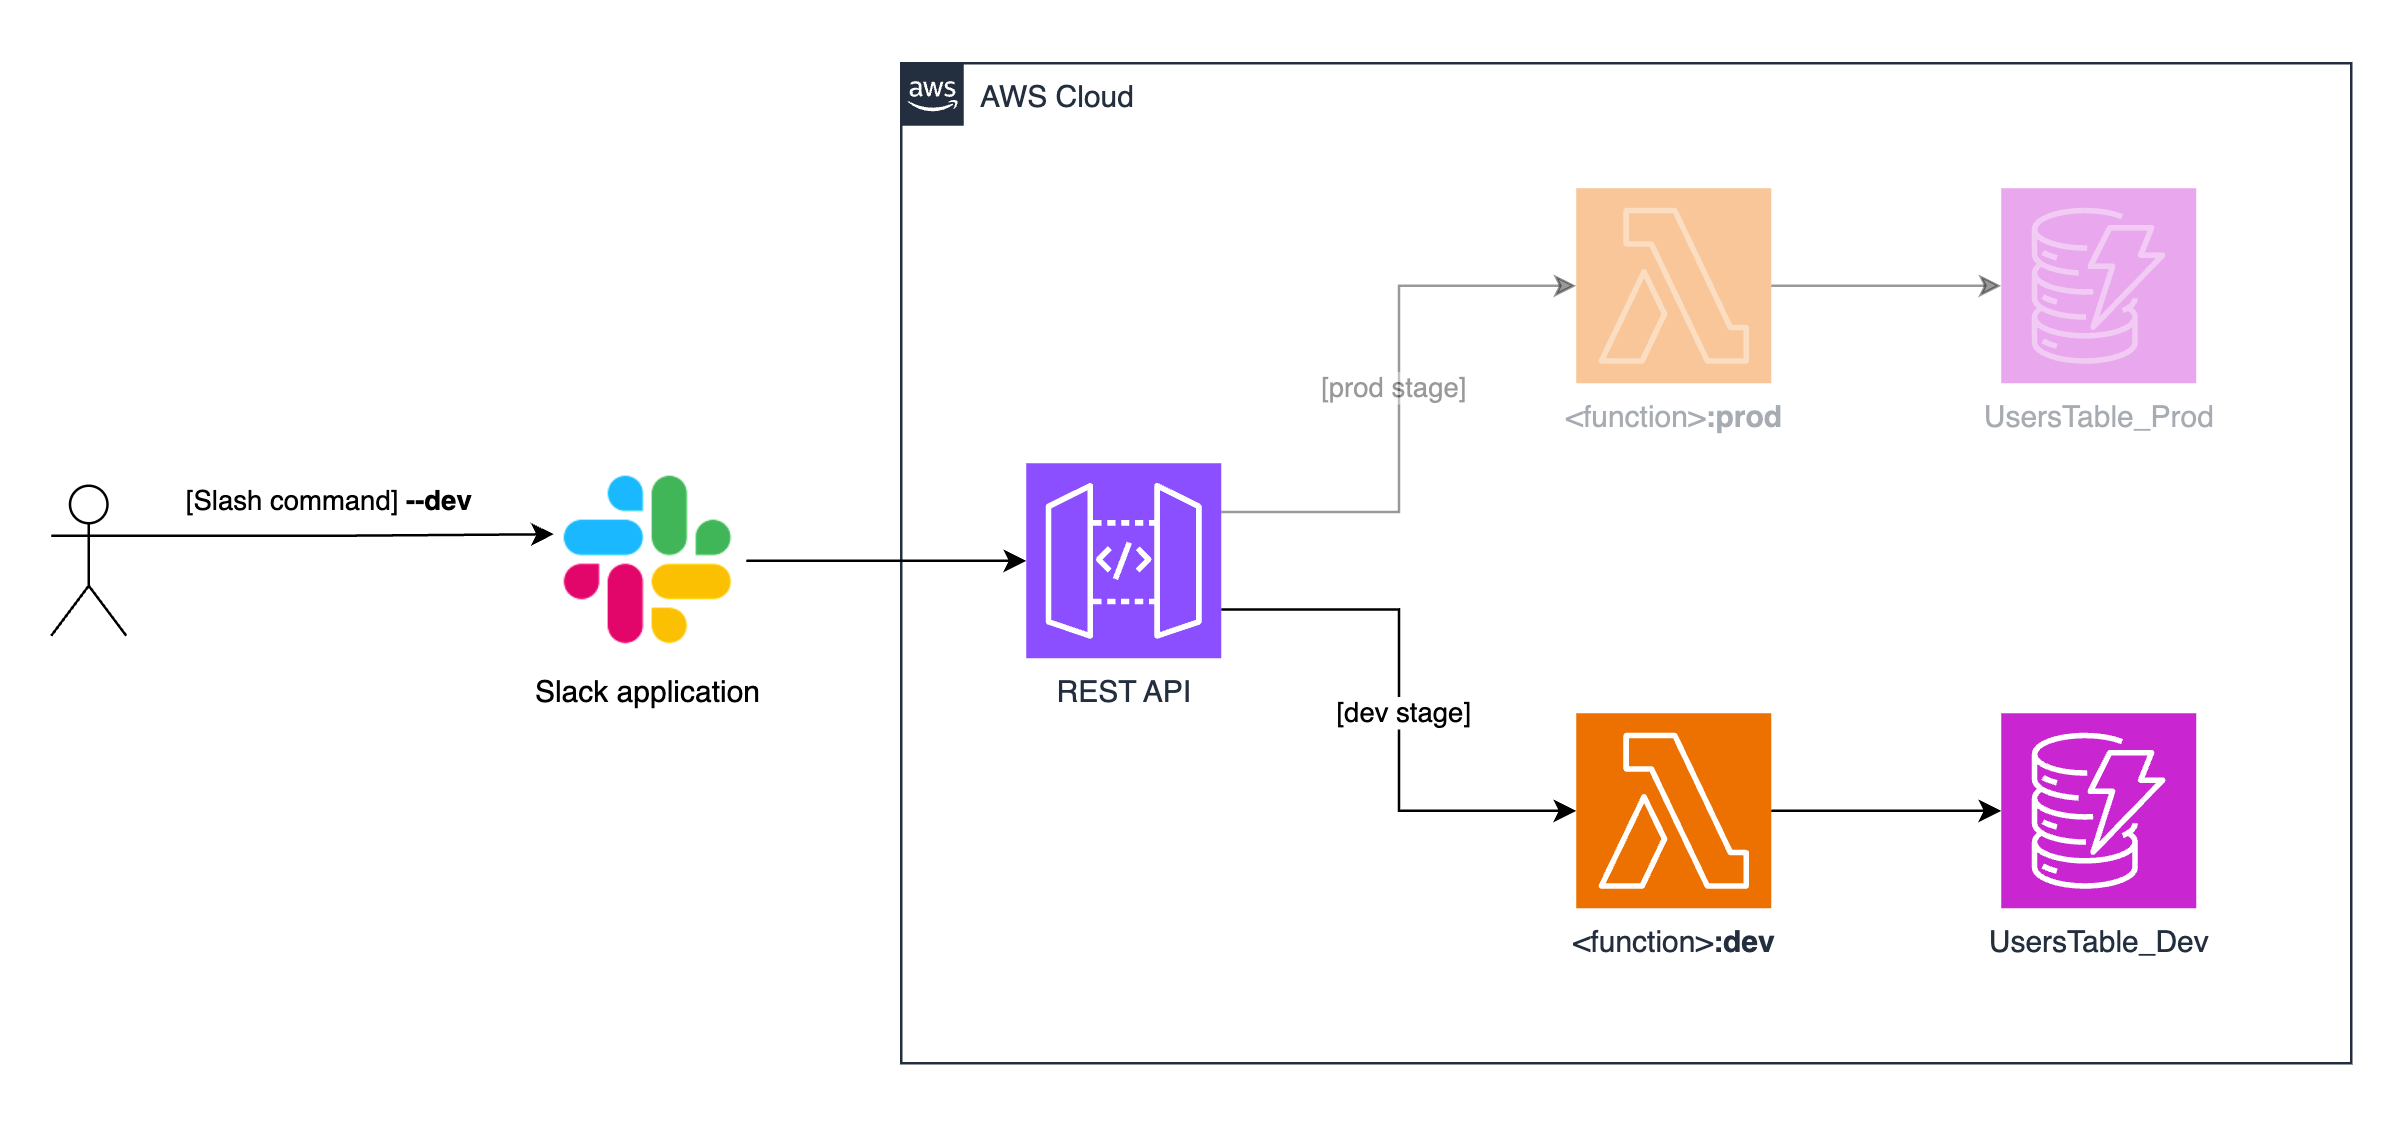 aws
AWS Cloud
[prod stage]
<function>:prod
UsersTable_Prod
[Slash command] --dev
</>
Slack application
REST API
[dev stage]
<function>:dev
UsersTable_Dev